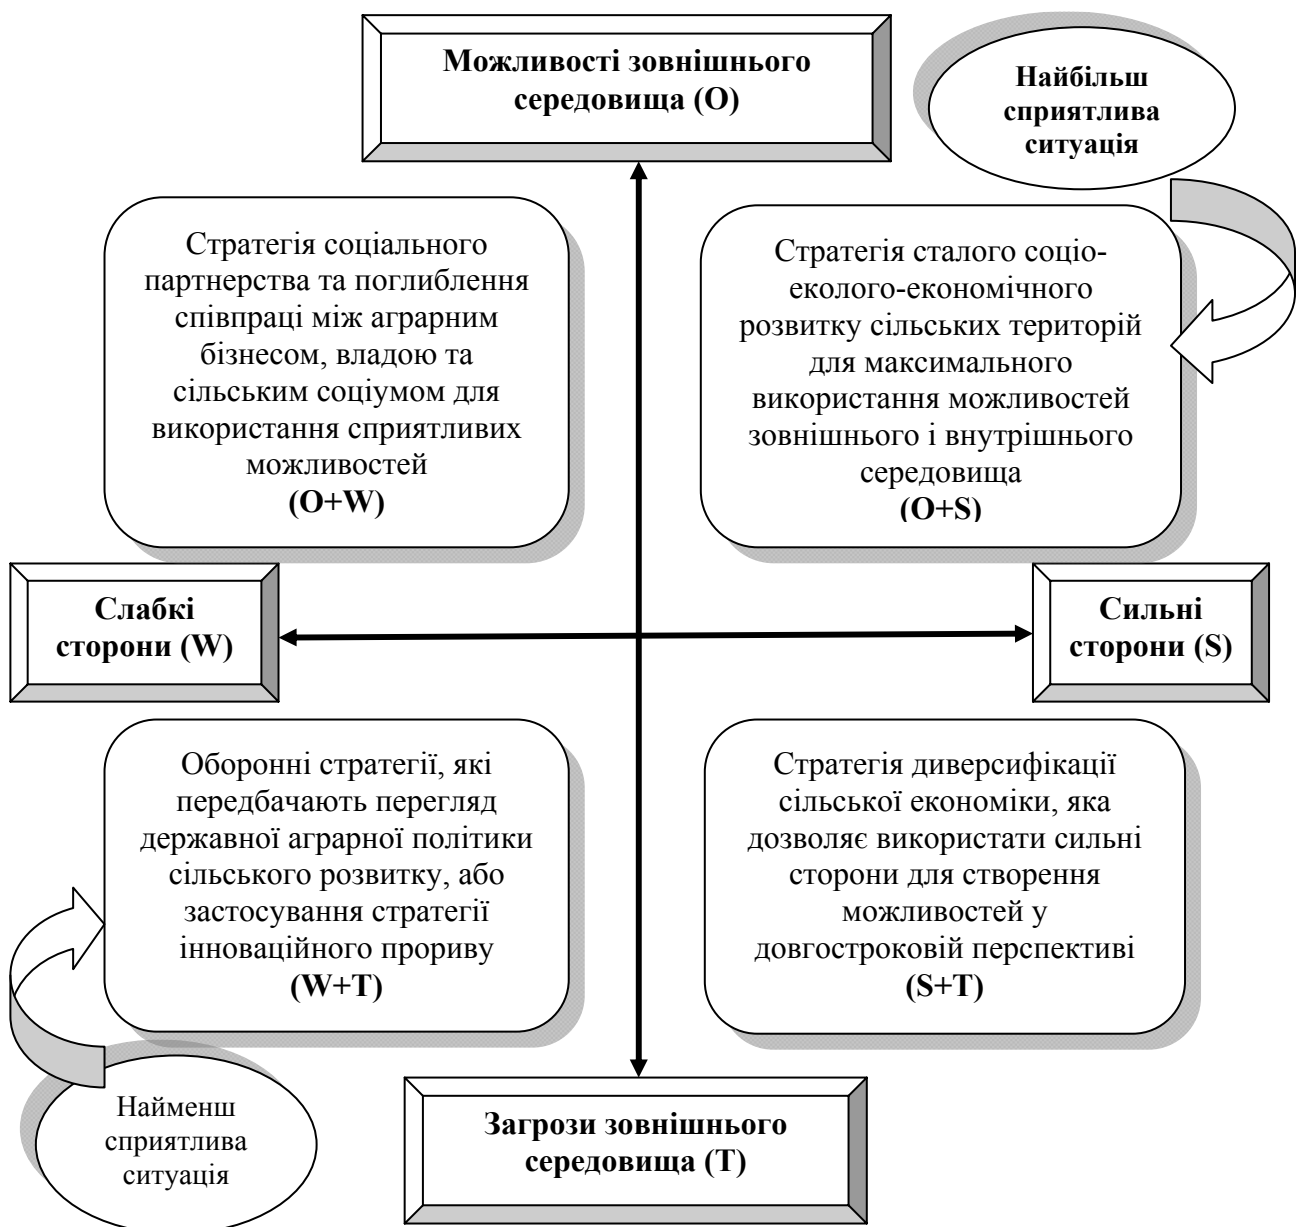 Можливості зовнішнього
середовища (О)
Найбільш
сприятлива
ситуація
Стратегія соціального
партнерства та поглиблення
співпраці між аграрним
бізнесом, владою та
сільським соціумом для
використання сприятливих
можливостей
(O+W)
Стратегія сталого соціо-
еколого-економічного
розвитку сільських територій
для максимального
використання можливостей
зовнішнього і внутрішнього
середовища
(O+S)
Слабкі
сторони (W)
Сильні
сторони (S)
Оборонні стратегії, які
передбачають перегляд
державної аграрної політики
сільського розвитку, або
застосування стратегії
інноваційного прориву
(W+T)
Стратегія диверсифікації
сільської економіки, яка
дозволяє використати сильні
сторони для створення
можливостей у
довгостроковій перспективі
(S+T)
Найменш
сприятлива
ситуація
Загрози зовнішнього
середовища (Т)